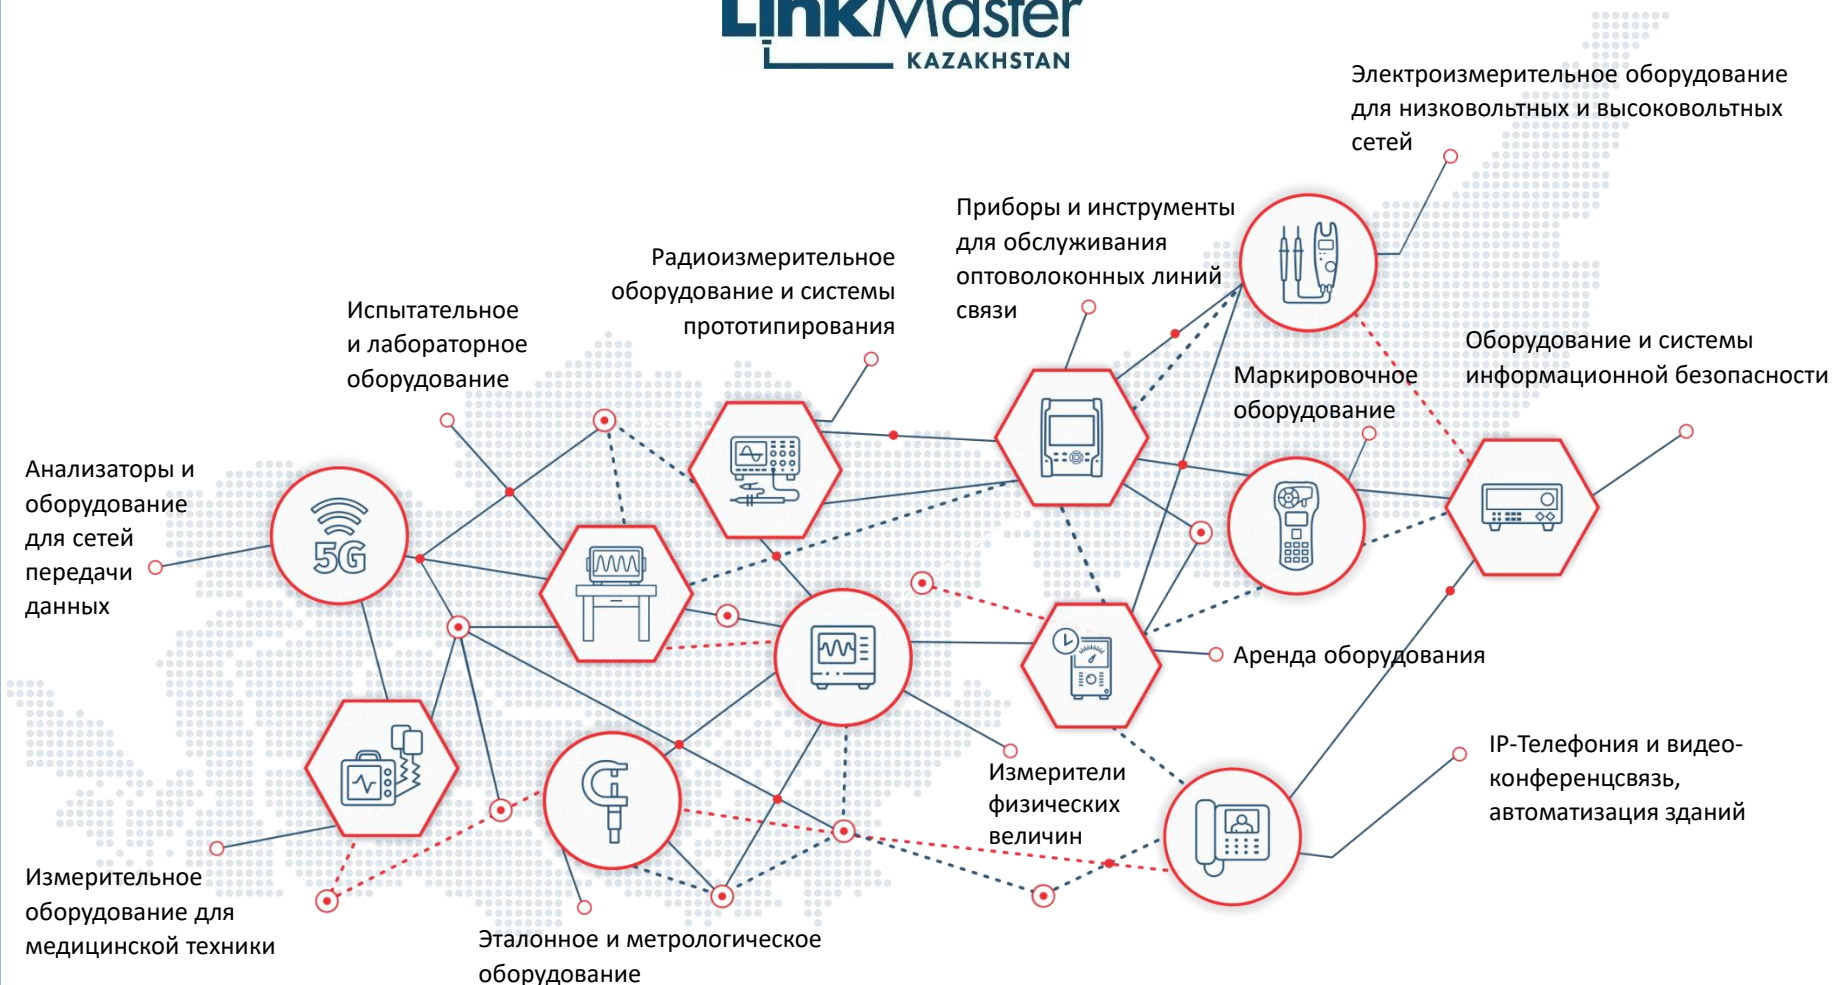 LinkMaster
KAZAKHSTAN
Электроизмерительное оборудование
для низковольтных и высоковольтных
сетей
Приборы и инструменты
для обслуживания
оптоволоконных линий
связи
Радиоизмерительное
оборудование и системы
прототипирования
Испытательное
и лабораторное
оборудование
Оборудование и системы
информационной безопасности
Маркировочное
оборудование
Анализаторы и
оборудование
для сетей
передачи
данных
5G
Аренда оборудования
IP-Телефония и видео-
конференцсвязь,
автоматизация зданий
Измерители
физических
величин
Измерительное
оборудование для
медицинской техники
Эталонное и метрологическое
оборудование